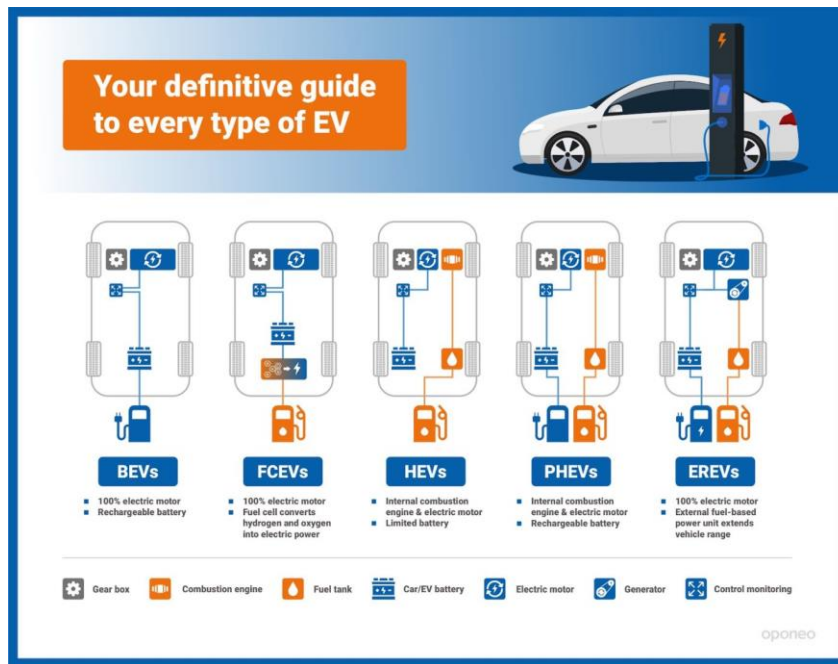 Your definitive guide
to every type of EV
BEVs
100% electric motor
Rechargeable battery
FCEVs
100% electric motor
Fuel cell converts
hydrogen and oxygen
into electric power
HEVs
Internal combustion
engine & electric motor
Limited battery
PHEVs
Internal combustion
engine & electric motor
Rechargeable battery
EREVs
100% electric motor
External fuel-based
power unit extends
vehicle range
Gear box
Combustion engine
Fuel tank
Car/EV battery
Electric motor
Generator
Control monitoring
oponeo